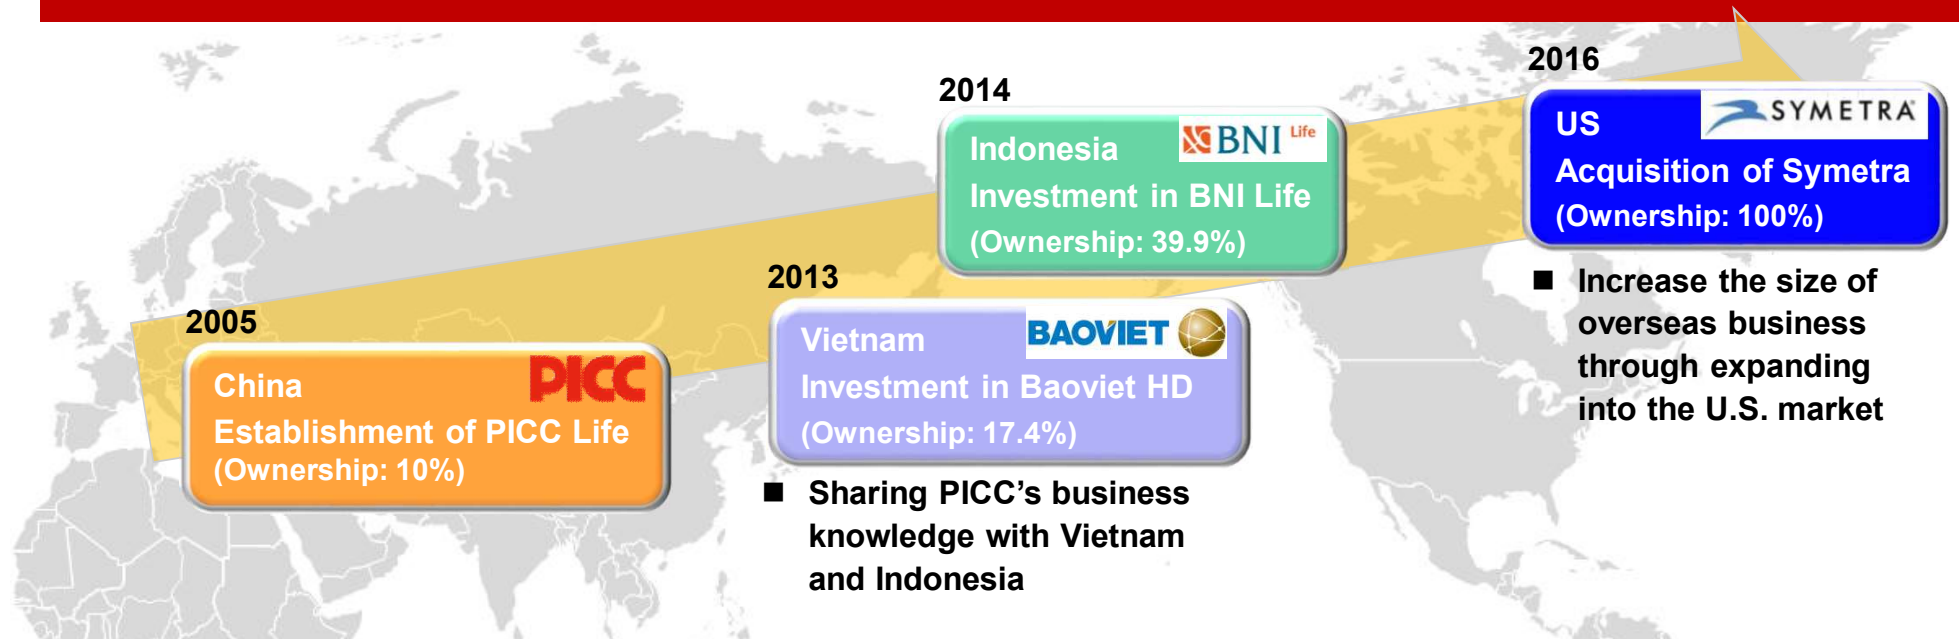 2005
PICC
China
Establishment of PICC Life
(Ownership: 10%)
2013
BAOVIET
Vietnam
Investment in Baoviet HD
(Ownership: 17.4%)
■ Sharing PICC’s business
knowledge with Vietnam
and Indonesia
2014
BNI Life
Indonesia
Investment in BNI Life
(Ownership: 39.9%)
2016
SYMETRA
US
Acquisition of Symetra
(Ownership: 100%)
■ Increase the size of
overseas business
through expanding
into the U.S. market